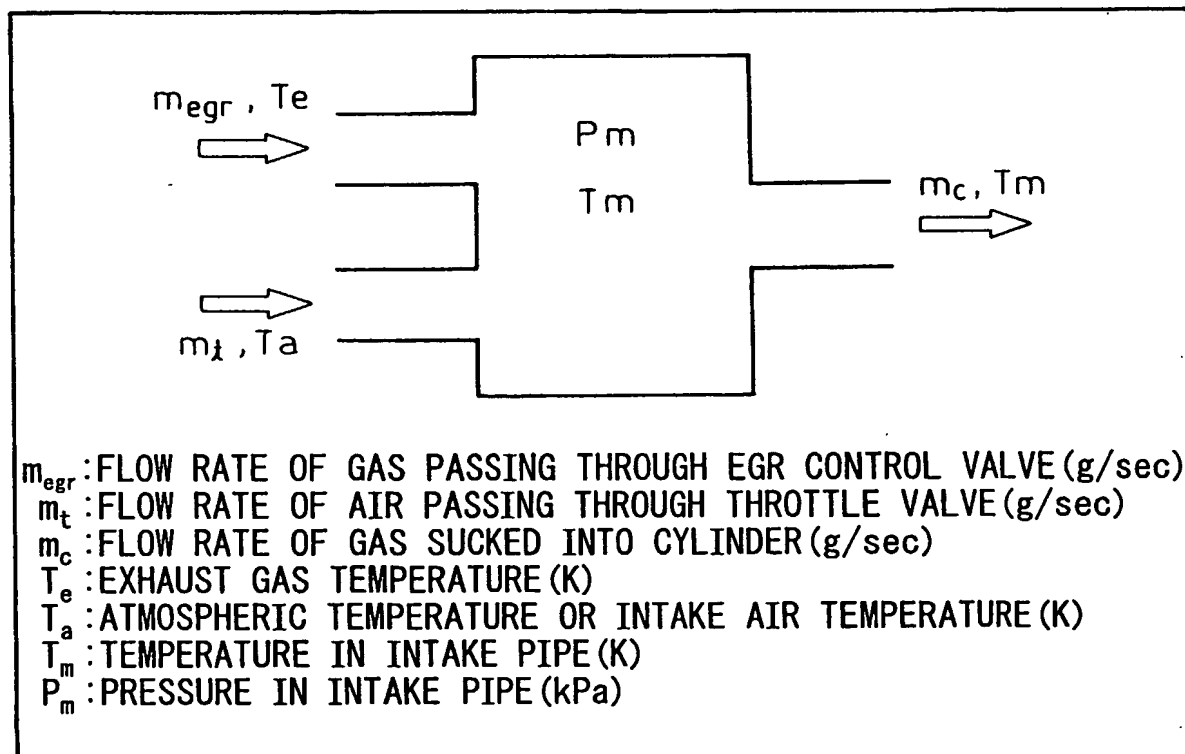 m_egr , Te
Pm
Tm
m_c, Tm
m_t , Ta
m_egr :FLOW RATE OF GAS PASSING THROUGH EGR CONTROL VALVE(g/sec)
m_t :FLOW RATE OF AIR PASSING THROUGH THROTTLE VALVE(g/sec)
m_c :FLOW RATE OF GAS SUCKED INTO CYLINDER(g/sec)
T_e :EXHAUST GAS TEMPERATURE(K)
T_a :ATMOSPHERIC TEMPERATURE OR INTAKE AIR TEMPERATURE(K)
T_m :TEMPERATURE IN INTAKE PIPE(K)
P_m :PRESSURE IN INTAKE PIPE(kPa)